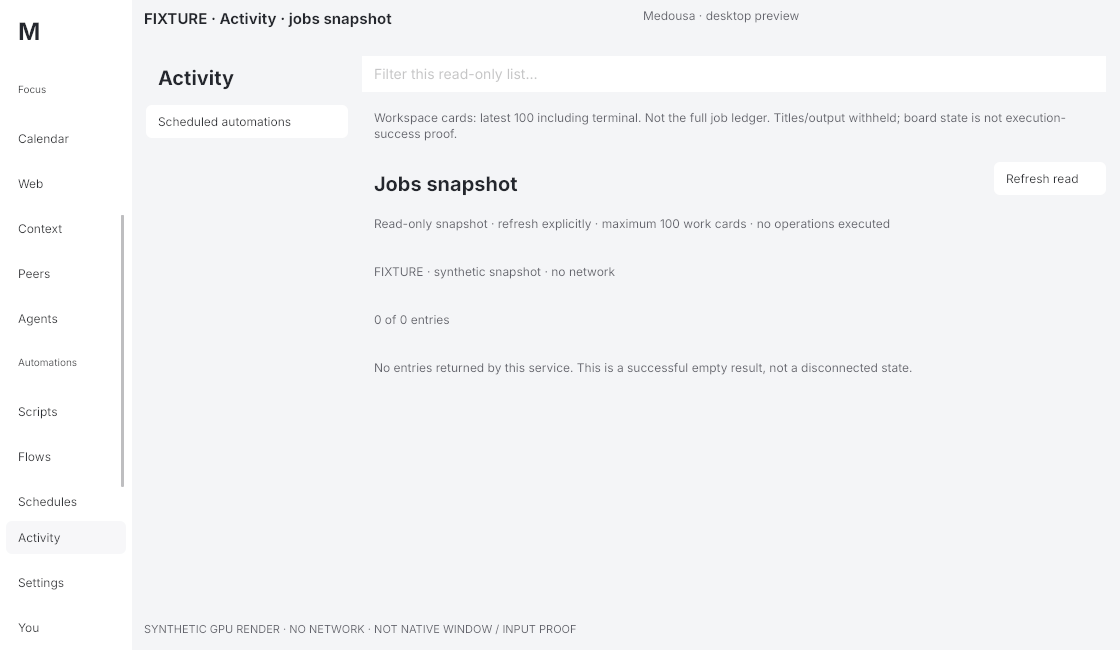 M
Focus
Calendar
Web
Context
Peers
Agents
Automations
Scripts
Flows
Schedules
Activity
Settings
You
FIXTURE · Activity · jobs snapshot
Medousa · desktop preview
Activity
Scheduled automations
Filter this read-only list...
Workspace cards: latest 100 including terminal. Not the full job ledger. Titles/output withheld; board state is not execution-
success proof.
Jobs snapshot
Refresh read
Read-only snapshot · refresh explicitly · maximum 100 work cards · no operations executed
FIXTURE · synthetic snapshot · no network
0 of 0 entries
No entries returned by this service. This is a successful empty result, not a disconnected state.
SYNTHETIC GPU RENDER · NO NETWORK · NOT NATIVE WINDOW / INPUT PROOF